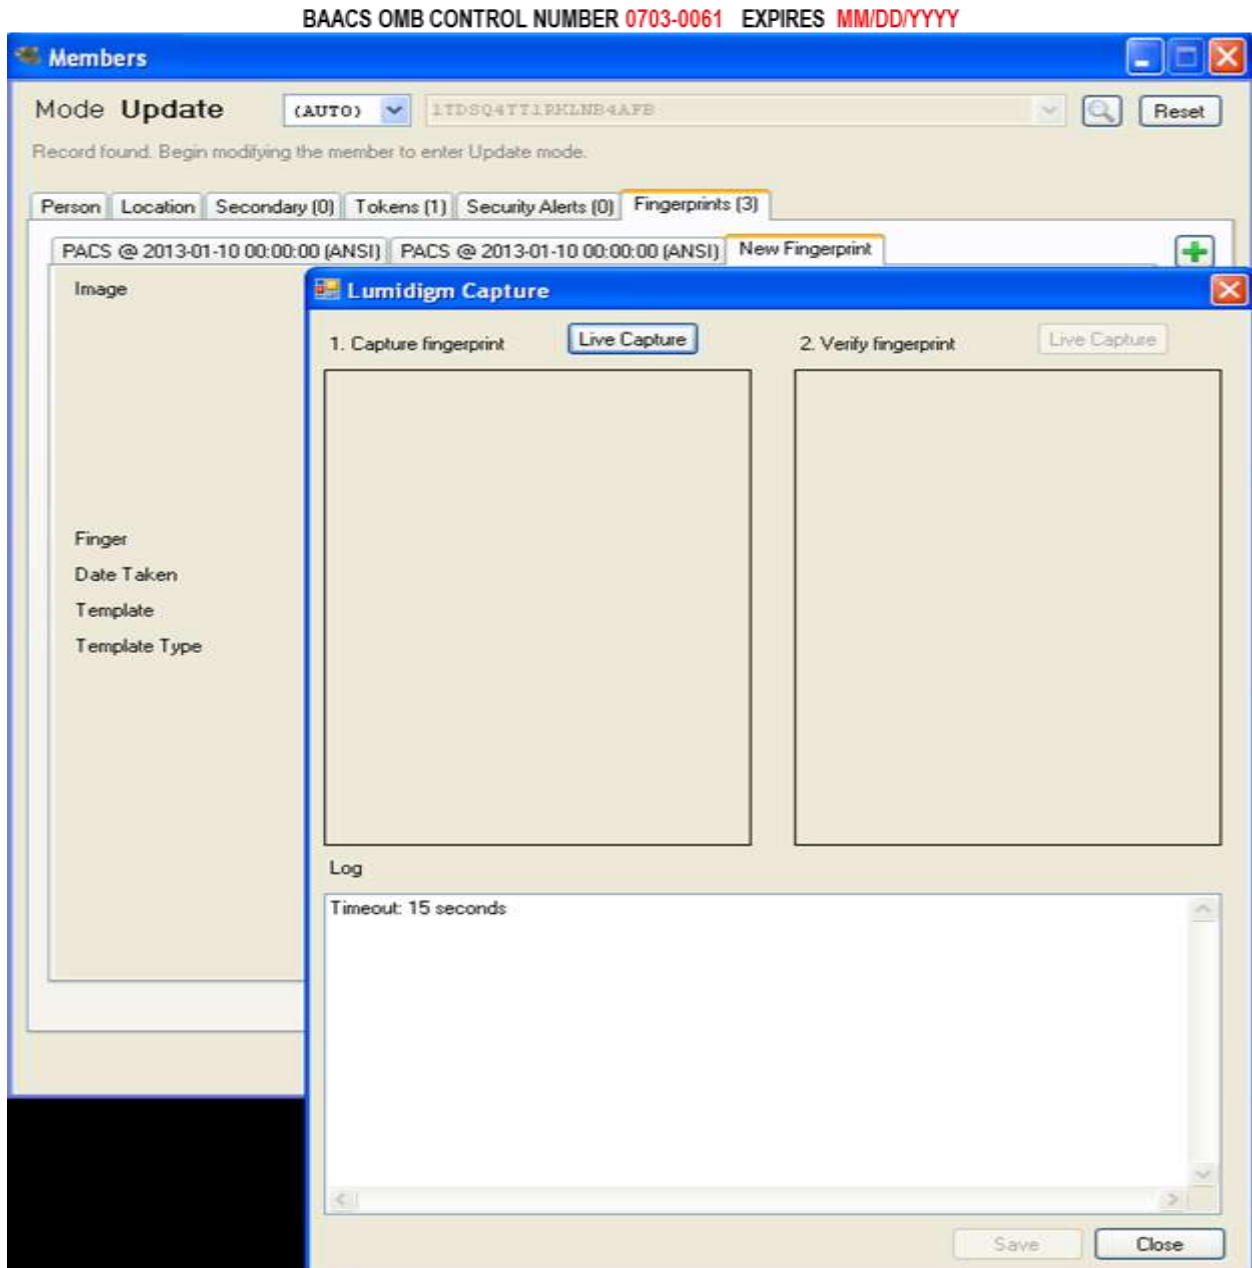 BAACS OMB CONTROL NUMBER 0703-0061 EXPIRES MM/DD/YYYY
Members
Mode Update (AUTO) 1TDSQ4TT1RKLNB4AFB Reset
Record found. Begin modifying the member to enter Update mode.
Person Location Secondary (0) Tokens (1) Security Alerts (0) Fingerprints (3)
PACS @ 2013-01-10 00:00:00 (ANSI) PACS @ 2013-01-10 00:00:00 (ANSI) New Fingerprint
Image
Lumidigm Capture
1. Capture fingerprint Live Capture 2. Verify fingerprint Live Capture
Finger
Date Taken
Template
Template Type
Log
Timeout: 15 seconds
Save Close